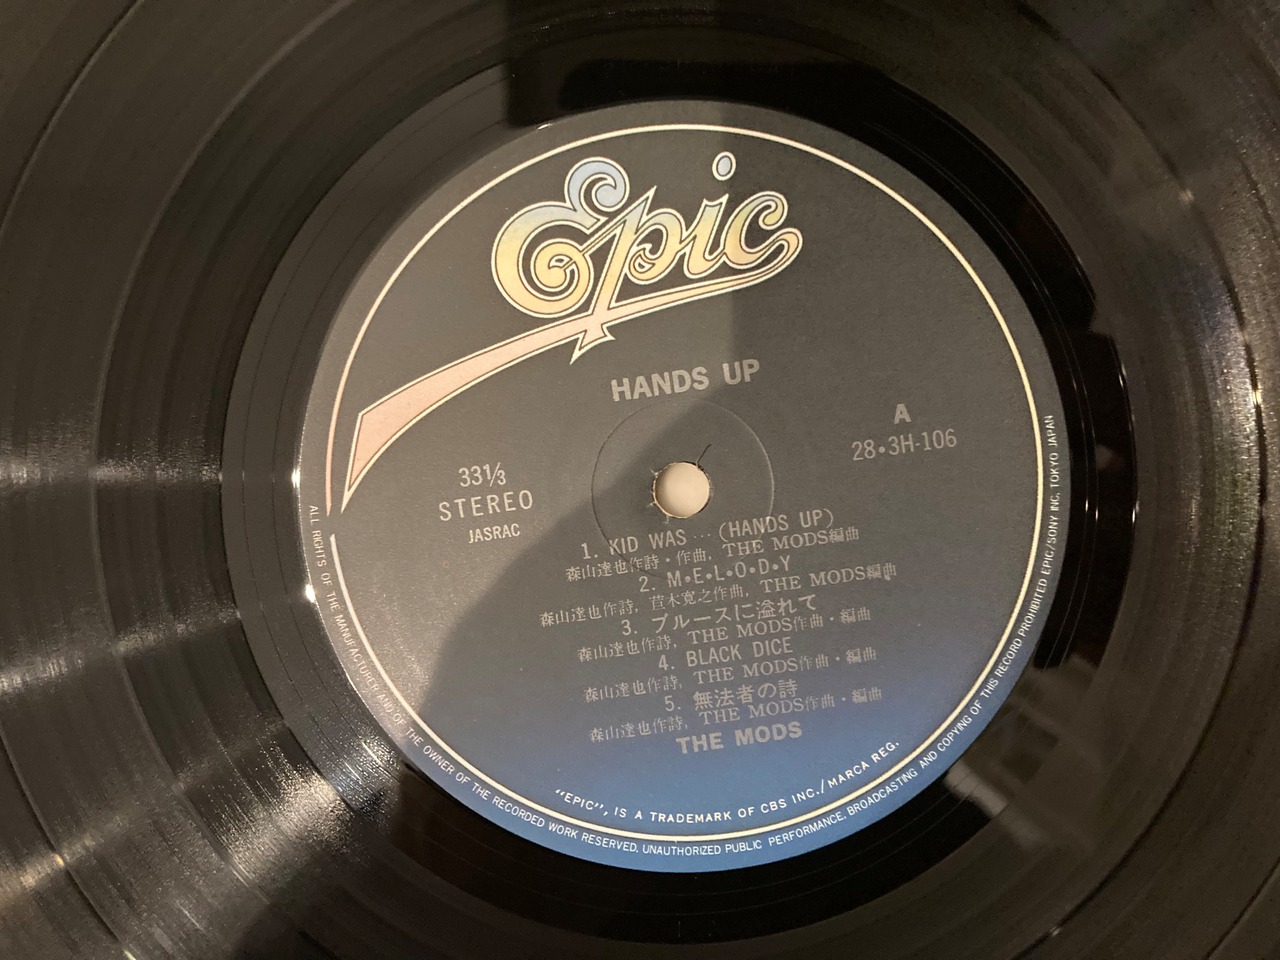 Epic
HANDS UP
A
28・3H-106
33⅓
STEREO
JASRAC
1. KID WAS … (HANDS UP)
森山達也作詩・作曲, THE MODS編曲
2. M・E・L・O・D・Y
森山達也作詩, 苣木寛之作曲, THE MODS編曲
3. ブルースに溢れて
森山達也作詩, THE MODS作曲・編曲
4. BLACK DICE
森山達也作詩, THE MODS作曲・編曲
5. 無法者の詩
森山達也作詩, THE MODS作曲・編曲
THE MODS
"EPIC", IS A TRADEMARK OF CBS INC./MARCA REG.
ALL RIGHTS OF THE MANUFACTURER AND OF THE OWNER OF THE RECORDED WORK RESERVED, UNAUTHORIZED PUBLIC PERFORMANCE, BROADCASTING AND COPYING OF THIS RECORD PROHIBITED EPIC/SONY INC, TOKYO JAPAN